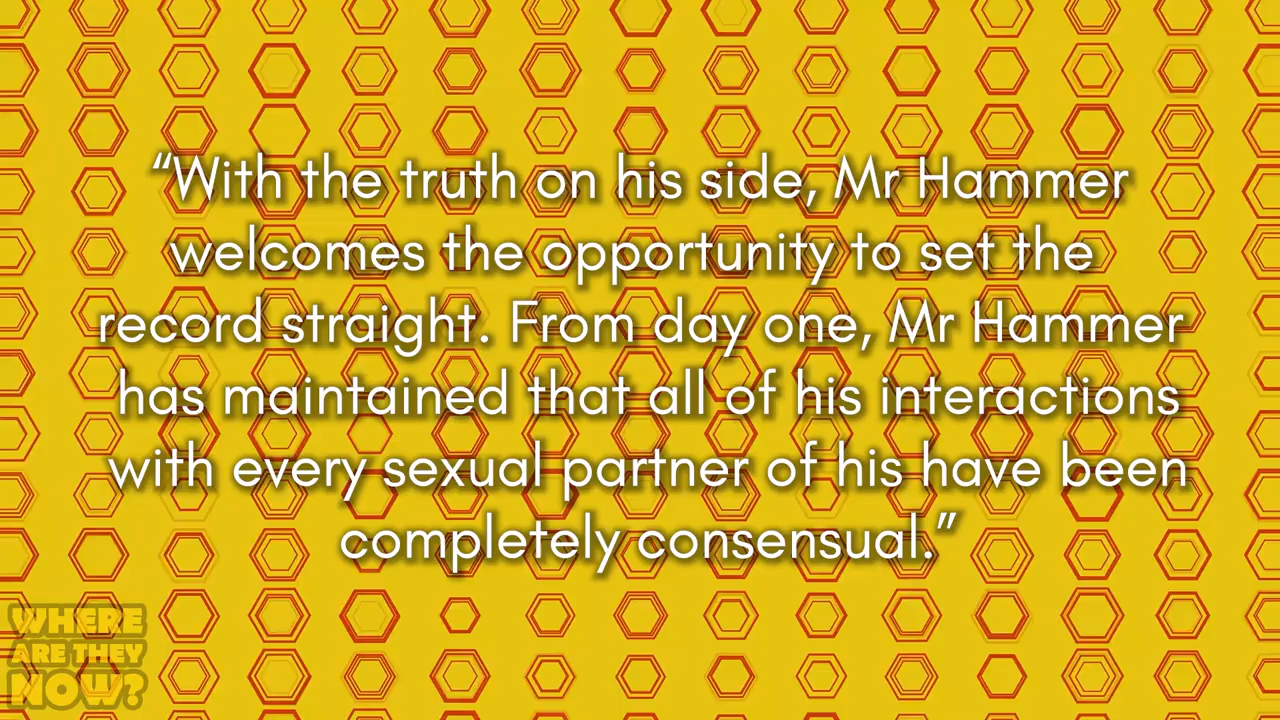 “With the truth on his side, Mr Hammer
welcomes the opportunity to set the
record straight. From day one, Mr Hammer
has maintained that all of his interactions
with every sexual partner of his have been
completely consensual.”
WHERE
ARE THEY
NOW?